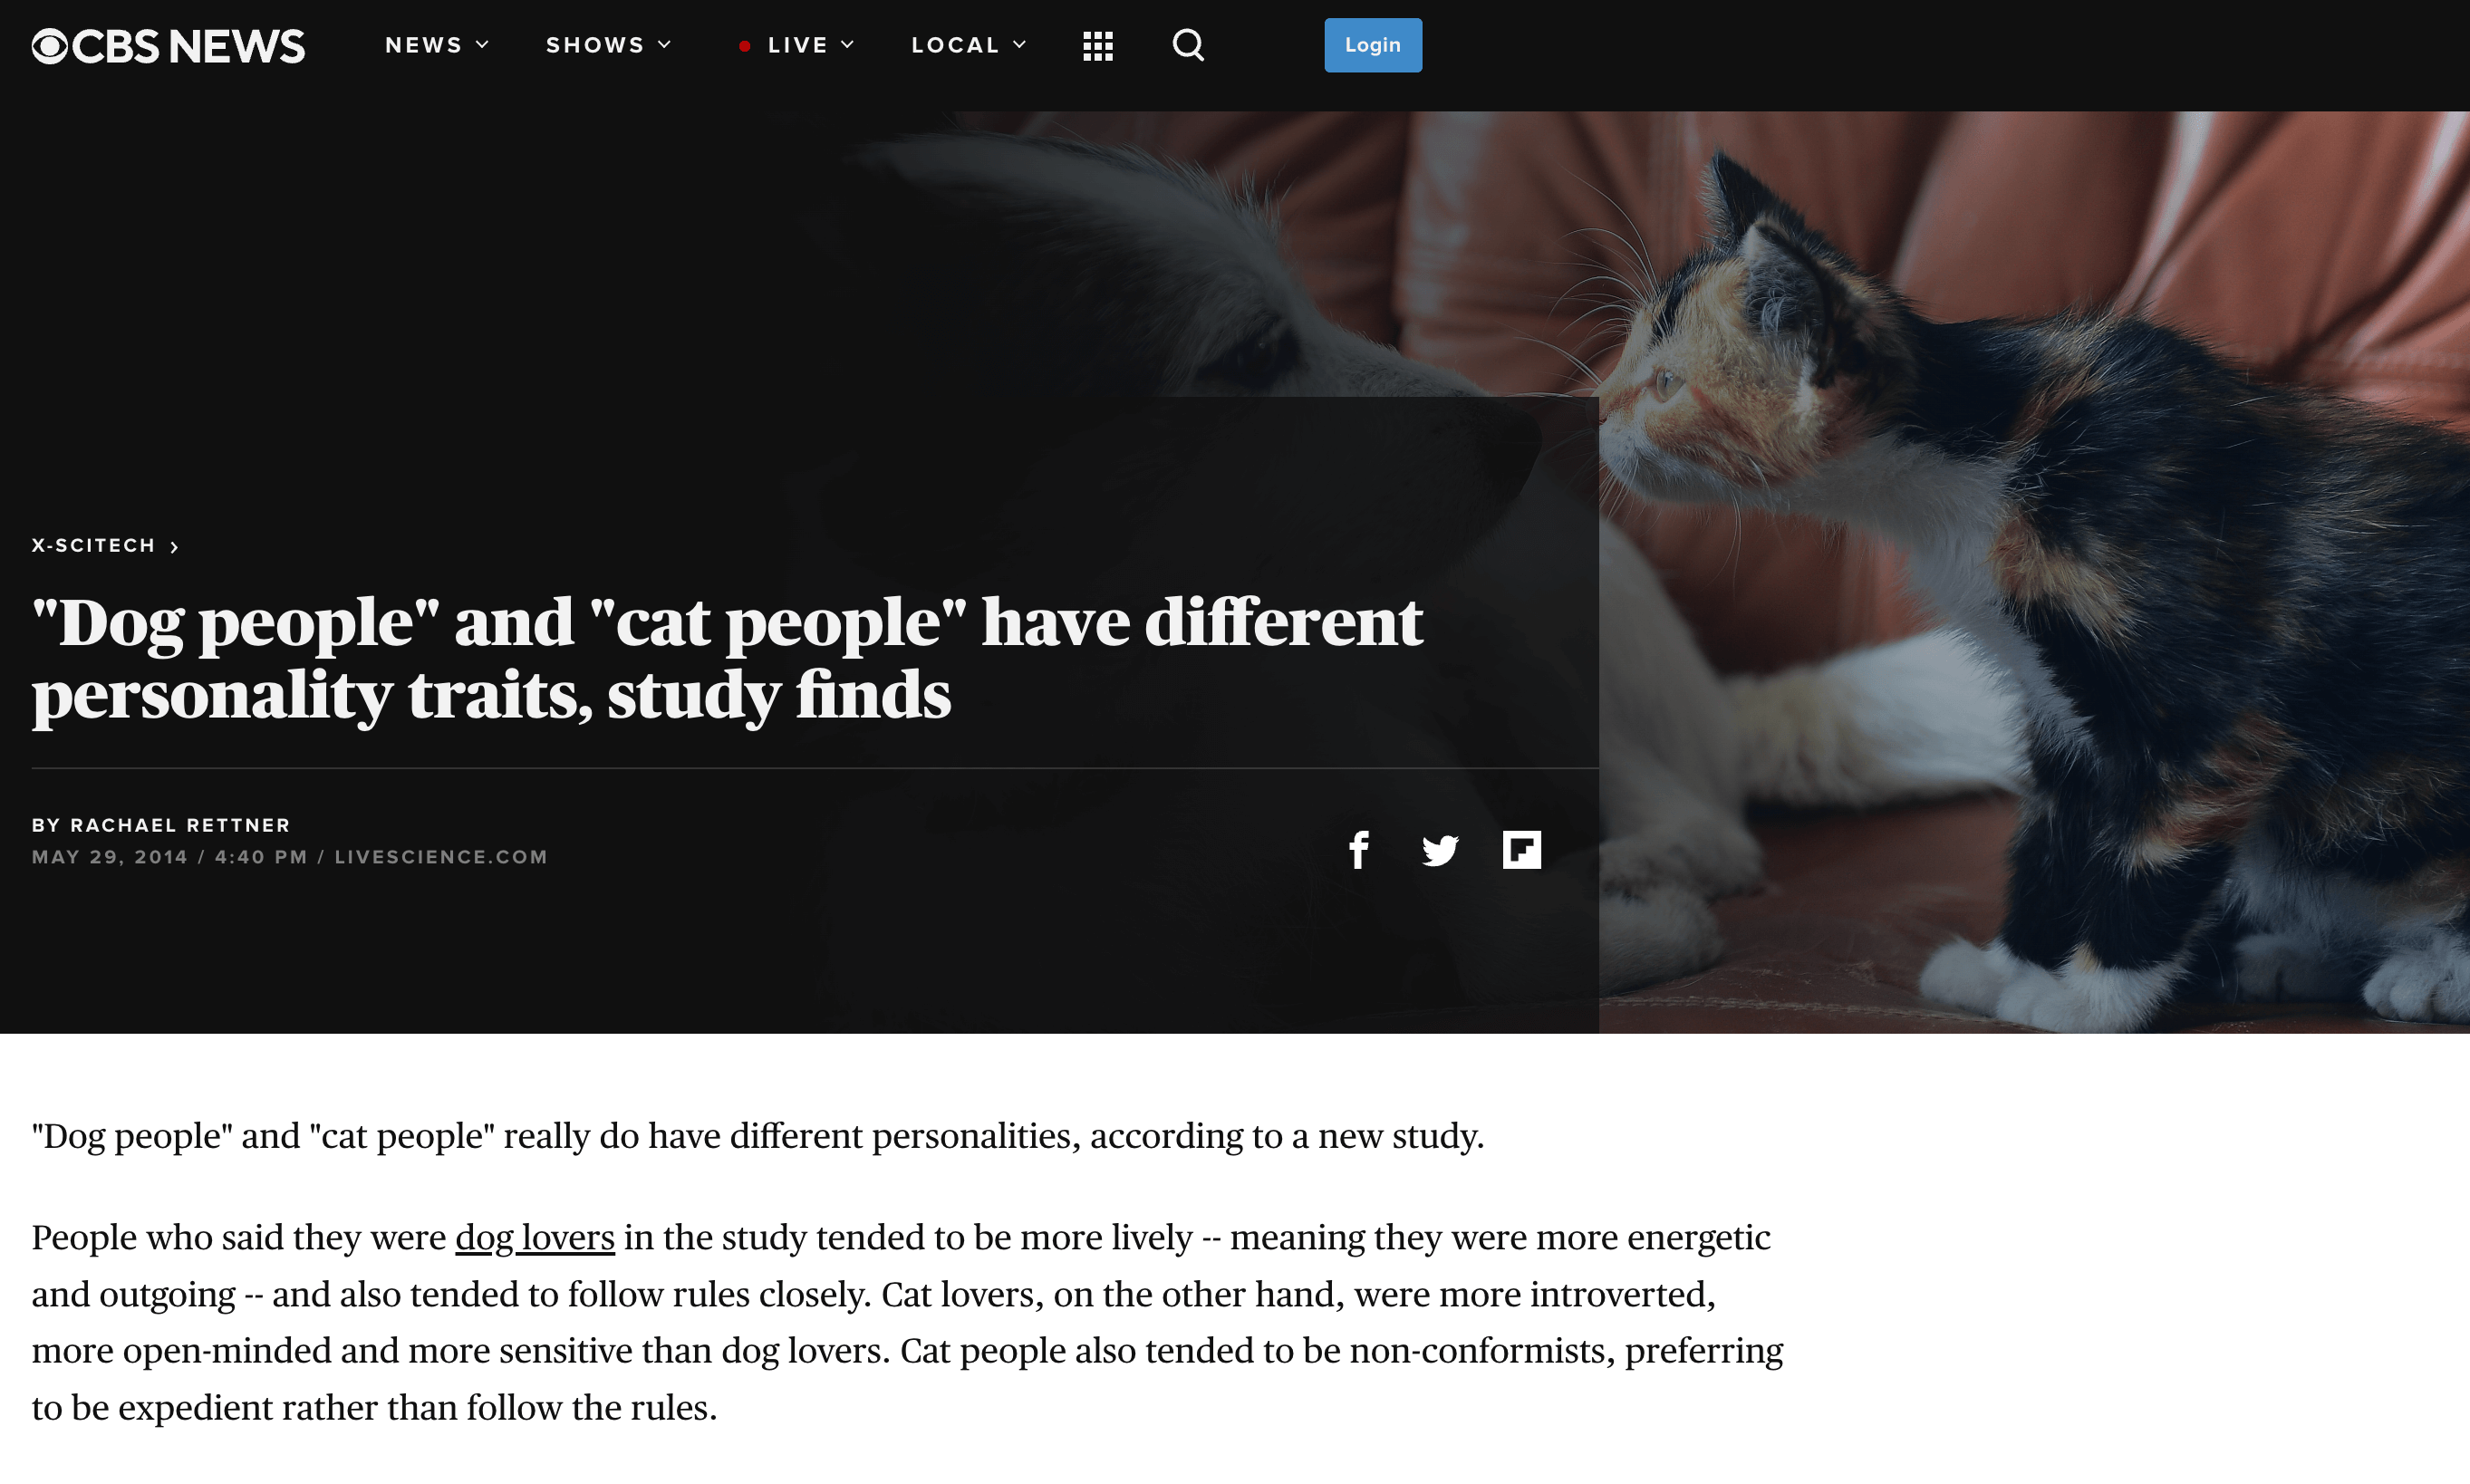 CBS NEWS
NEWS
SHOWS
LIVE
LOCAL
Login
X-SCITECH
"Dog people" and "cat people" have different
personality traits, study finds
BY RACHAEL RETTNER
MAY 29, 2014 / 4:40 PM / LIVESCIENCE.COM
"Dog people" and "cat people" really do have different personalities, according to a new study.
People who said they were dog lovers in the study tended to be more lively -- meaning they were more energetic
and outgoing -- and also tended to follow rules closely. Cat lovers, on the other hand, were more introverted,
more open-minded and more sensitive than dog lovers. Cat people also tended to be non-conformists, preferring
to be expedient rather than follow the rules.